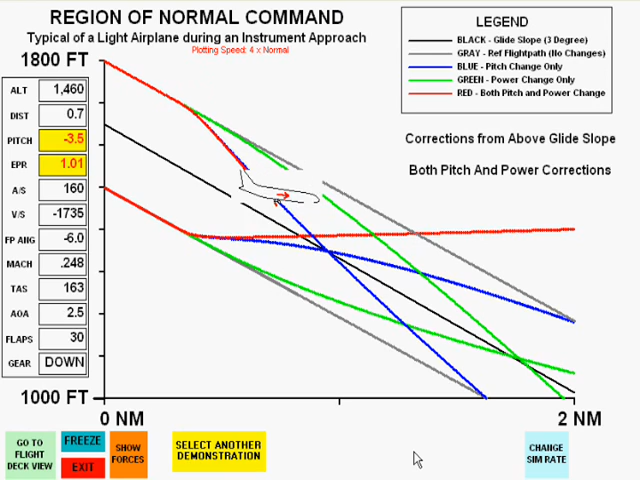 REGION OF NORMAL COMMAND
Typical of a Light Airplane during an Instrument Approach
Plotting Speed: 4 x Normal
LEGEND
BLACK - Glide Slope (3 Degree)
GRAY - Ref Flightpath (No Changes)
BLUE - Pitch Change Only
GREEN - Power Change Only
RED - Both Pitch and Power Change
1800 FT
Corrections from Above Glide Slope
Both Pitch And Power Corrections
ALT 1,460
DIST 0.7
PITCH -3.5
EPR 1.01
A/S 160
V/S -1735
FP ANG -6.0
MACH .248
TAS 163
AOA 2.5
FLAPS 30
GEAR DOWN
1000 FT
0 NM
2 NM
GO TO
FLIGHT
DECK VIEW
FREEZE
EXIT
SHOW
FORCES
SELECT ANOTHER
DEMONSTRATION
CHANGE
SIM RATE